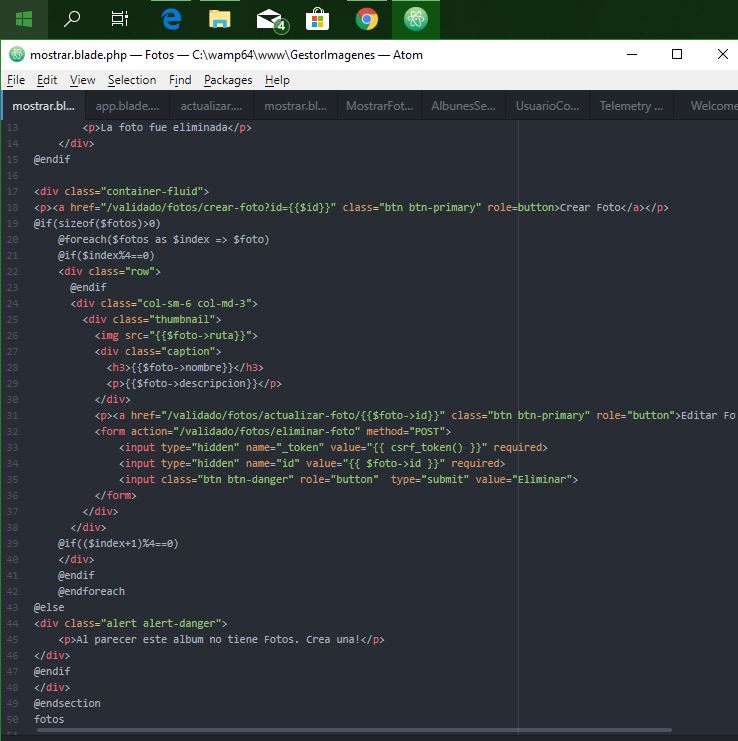 4
mostrar.blade.php — Fotos — C:\wamp64\www\GestorImagenes — Atom
File Edit View Selection Find Packages Help
mostrar.bl... app.blade.... actualizar.... mostrar.bl... MostrarFot... AlbunesSe... UsuarioCo... Telemetry ... Welcome
13 <p>La foto fue eliminada</p>
14 </div>
15 @endif
16
17 <div class="container-fluid">
18 <p><a href="/validado/fotos/crear-foto?id={{$id}}" class="btn btn-primary" role=button>Crear Foto</a></p>
19 @if(sizeof($fotos)>0)
20 @foreach($fotos as $index => $foto)
21 @if($index%4==0)
22 <div class="row">
23 @endif
24 <div class="col-sm-6 col-md-3">
25 <div class="thumbnail">
26 <img src="{{$foto->ruta}}">
27 <div class="caption">
28 <h3>{{$foto->nombre}}</h3>
29 <p>{{$foto->descripcion}}</p>
30 </div>
31 <p><a href="/validado/fotos/actualizar-foto/{{$foto->id}}" class="btn btn-primary" role="button">Editar Fo
32 <form action="/validado/fotos/eliminar-foto" method="POST">
33 <input type="hidden" name="_token" value="{{ csrf_token() }}" required>
34 <input type="hidden" name="id" value="{{ $foto->id }}" required>
35 <input class="btn btn-danger" role="button"  type="submit" value="Eliminar">
36 </form>
37 </div>
38 </div>
39 @if(($index+1)%4==0)
40 </div>
41 @endif
42 @endforeach
43 @else
44 <div class="alert alert-danger">
45 <p>Al parecer este album no tiene Fotos. Crea una!</p>
46 </div>
47 @endif
48 </div>
49 @endsection
50 fotos